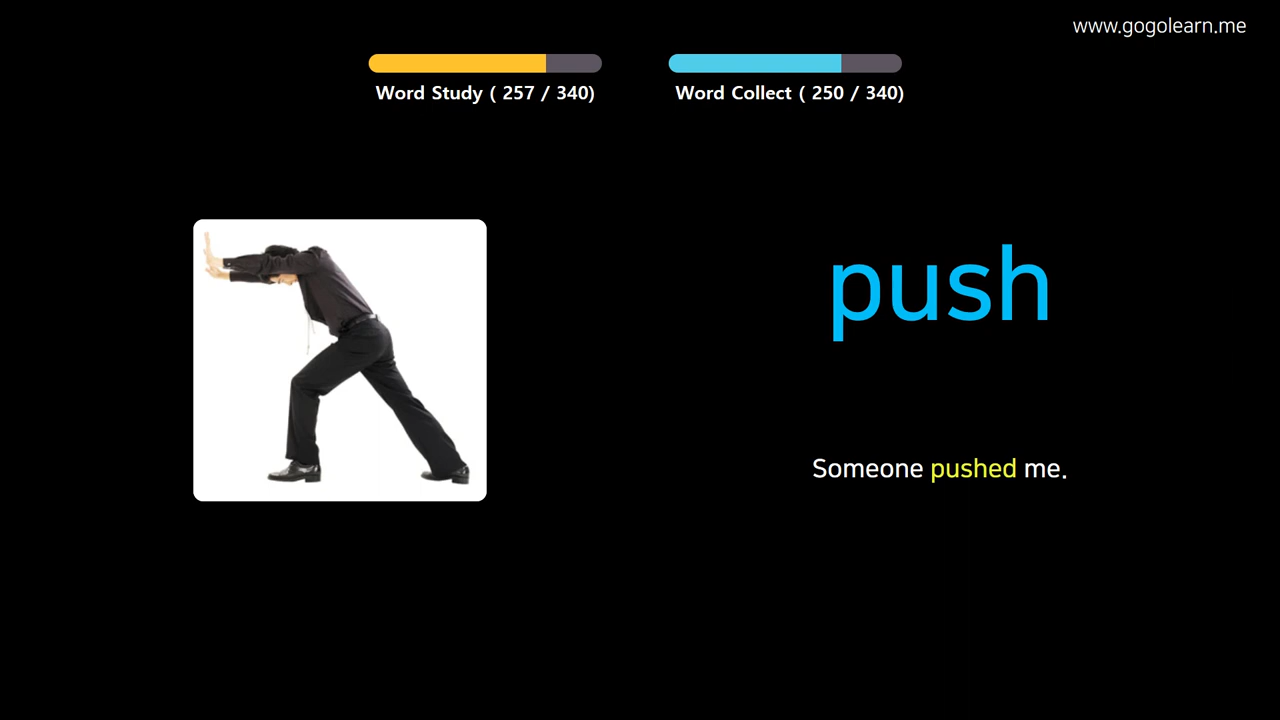 www.gogolearn.me
Word Study ( 257 / 340)
Word Collect ( 250 / 340)
push
Someone pushed me.